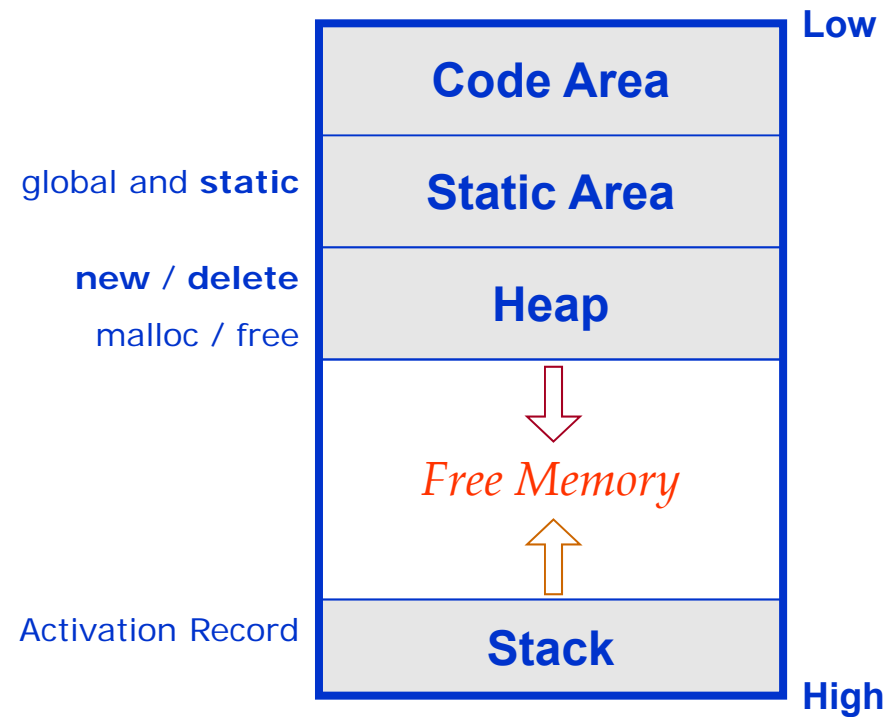 Low
Code Area
global and static
Static Area
new / delete
Heap
malloc / free
Free Memory
Activation Record
Stack
High